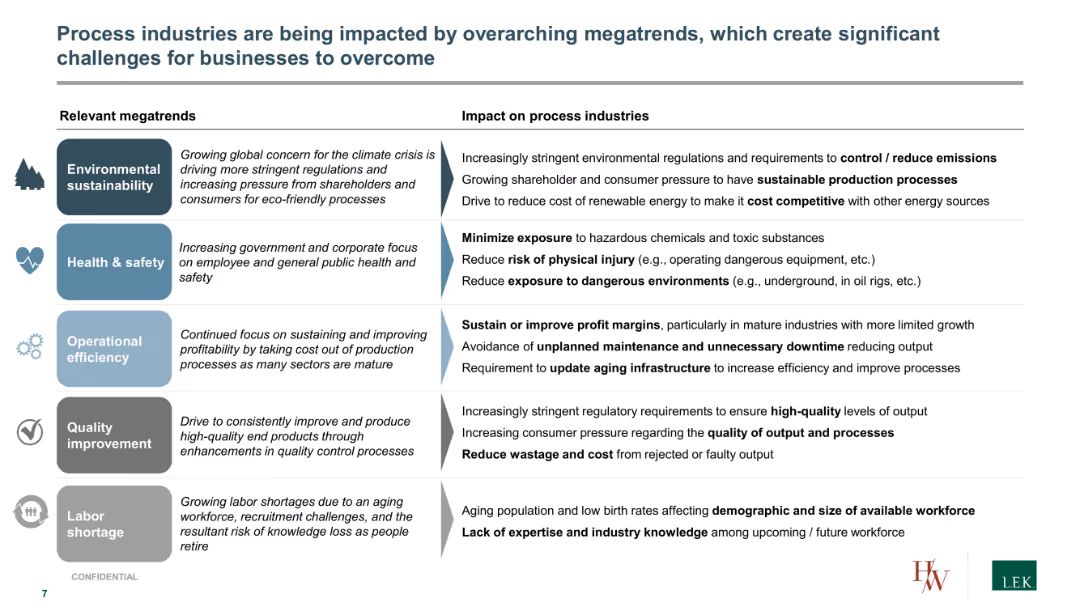 Process industries are being impacted by overarching megatrends, which create significant
challenges for businesses to overcome
Relevant megatrends
Impact on process industries
Environmental
sustainability
Growing global concern for the climate crisis is
driving more stringent regulations and
increasing pressure from shareholders and
consumers for eco-friendly processes
Increasingly stringent environmental regulations and requirements to control / reduce emissions
Growing shareholder and consumer pressure to have sustainable production processes
Drive to reduce cost of renewable energy to make it cost competitive with other energy sources
Health & safety
Increasing government and corporate focus
on employee and general public health and
safety
Minimize exposure to hazardous chemicals and toxic substances
Reduce risk of physical injury (e.g., operating dangerous equipment, etc.)
Reduce exposure to dangerous environments (e.g., underground, in oil rigs, etc.)
Operational
efficiency
Continued focus on sustaining and improving
profitability by taking cost out of production
processes as many sectors are mature
Sustain or improve profit margins, particularly in mature industries with more limited growth
Avoidance of unplanned maintenance and unnecessary downtime reducing output
Requirement to update aging infrastructure to increase efficiency and improve processes
Quality
improvement
Drive to consistently improve and produce
high-quality end products through
enhancements in quality control processes
Increasingly stringent regulatory requirements to ensure high-quality levels of output
Increasing consumer pressure regarding the quality of output and processes
Reduce wastage and cost from rejected or faulty output
Labor
shortage
Growing labor shortages due to an aging
workforce, recruitment challenges, and the
resultant risk of knowledge loss as people
retire
Aging population and low birth rates affecting demographic and size of available workforce
Lack of expertise and industry knowledge among upcoming / future workforce
CONFIDENTIAL
7
H/W
L.E.K.